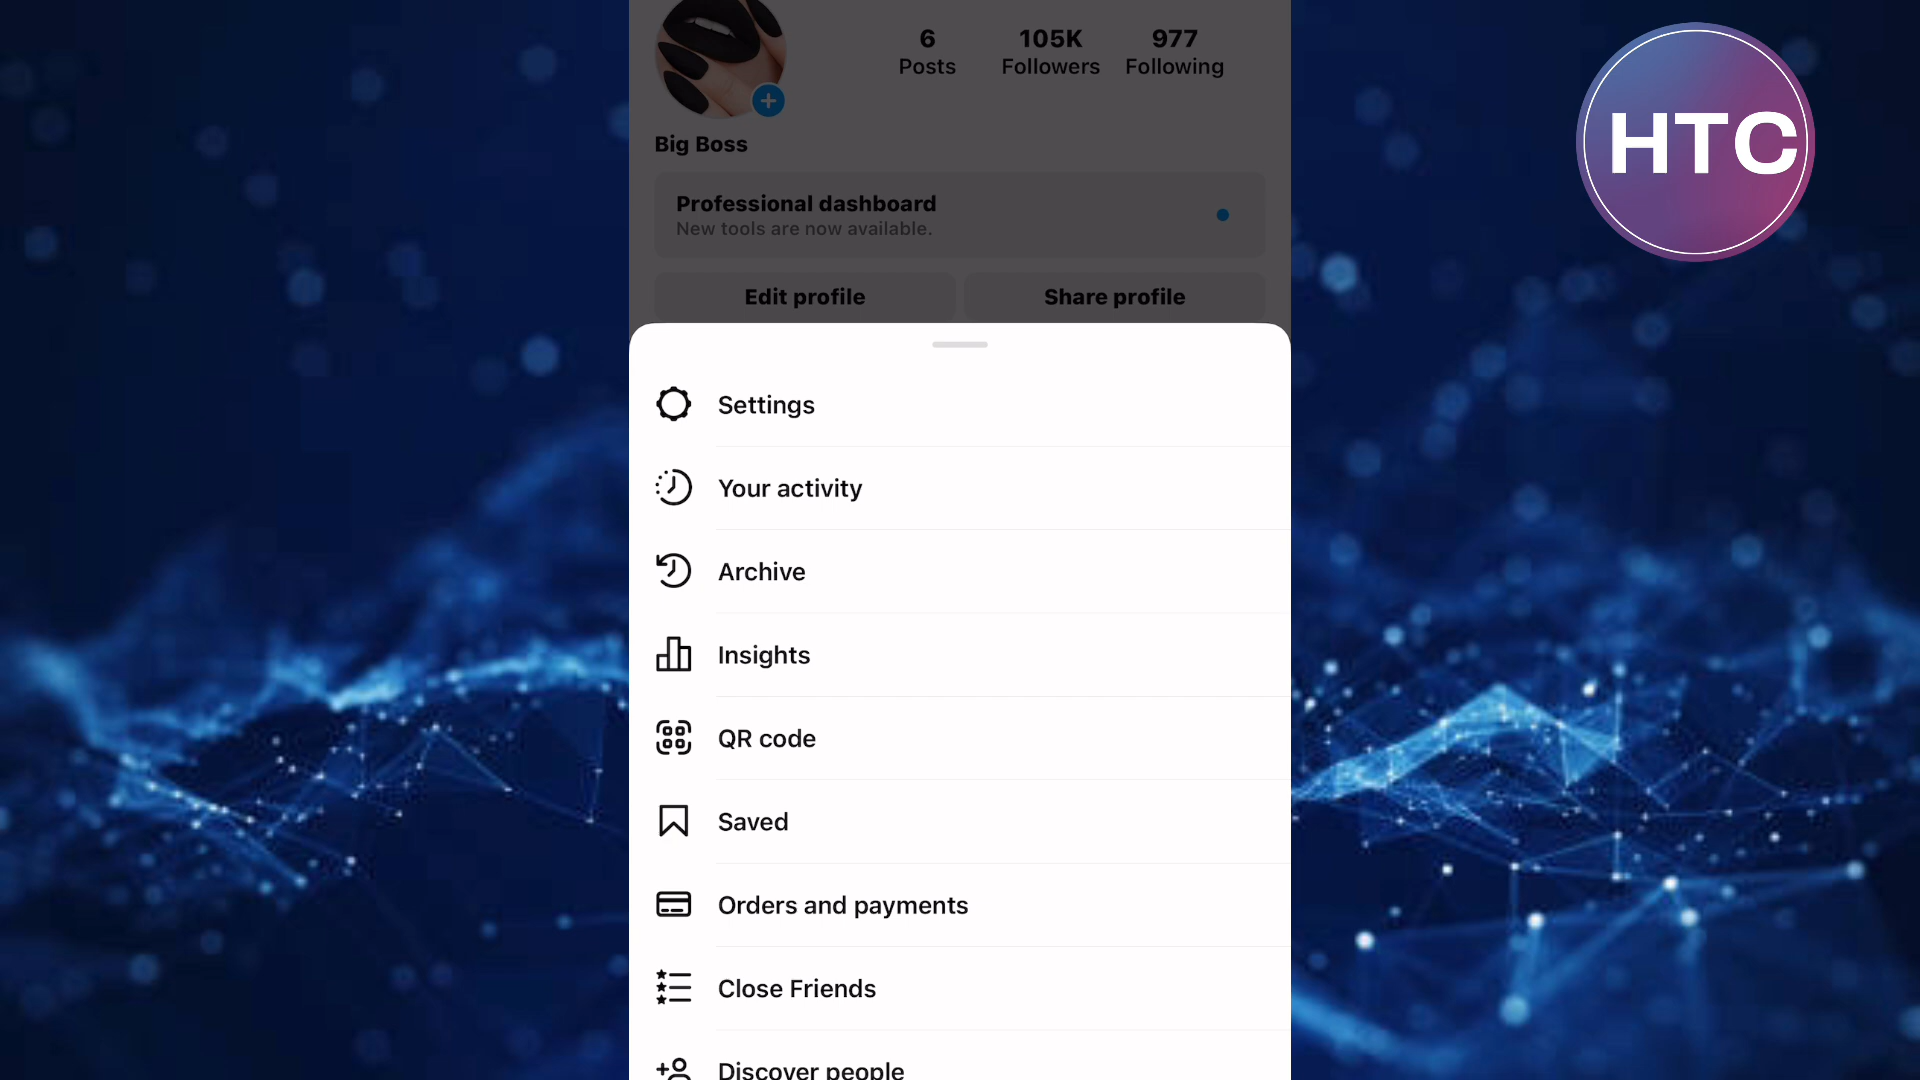 6 105K 977
Posts Followers Following
Big Boss
Professional dashboard
New tools are now available.
Edit profile Share profile
Settings
Your activity
Archive
Insights
QR code
Saved
Orders and payments
Close Friends
Discover people
HTC